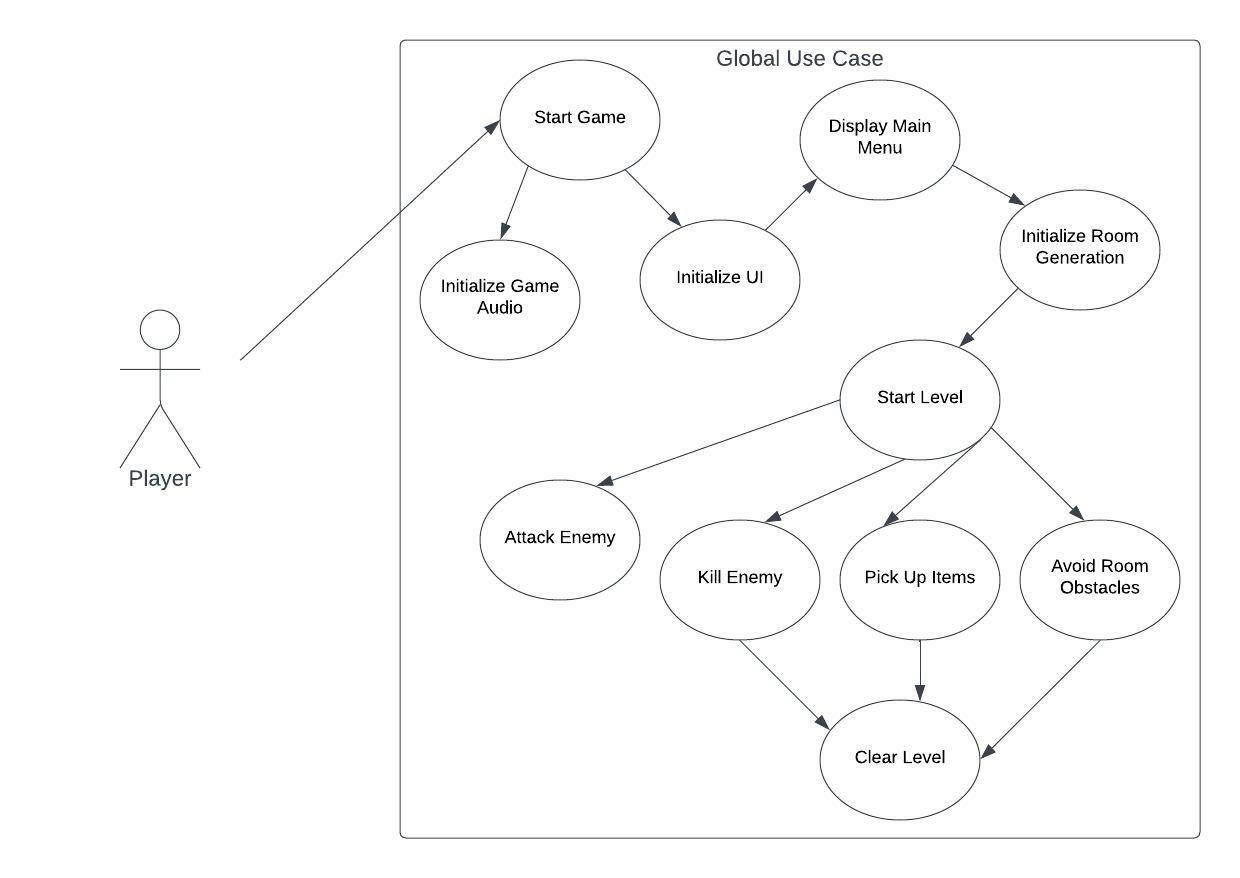 Global Use Case
Start Game
Display Main
Menu
Initialize Room
Generation
Initialize UI
Initialize Game
Audio
Start Level
Player
Attack Enemy
Kill Enemy
Pick Up Items
Avoid Room
Obstacles
Clear Level